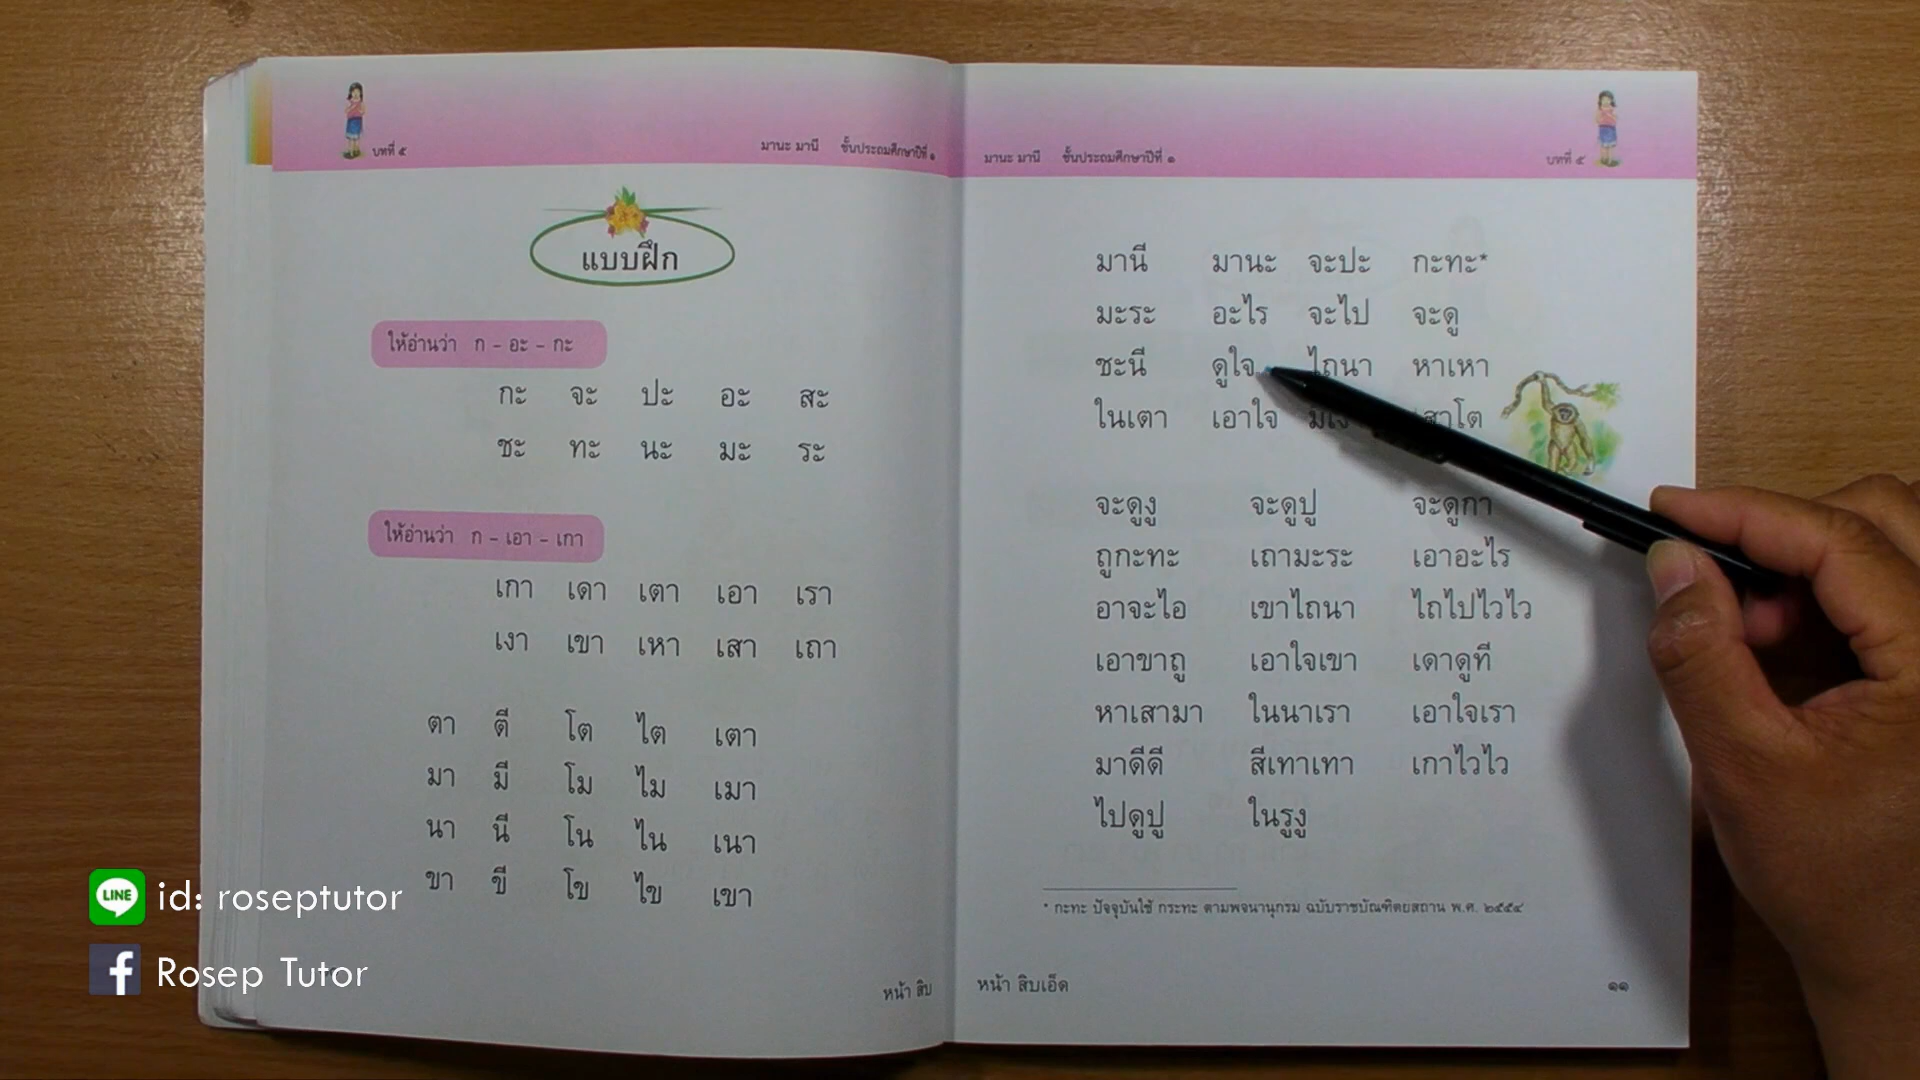 บทที่ ๕
มานะ มานี ชั้นประถมศึกษาปีที่ ๑
แบบฝึก
ให้อ่านว่า ก - อะ - กะ
กะ จะ ปะ อะ สะ
ชะ ทะ นะ มะ ระ
ให้อ่านว่า ก - เอา - เกา
เกา เดา เตา เอา เรา
เงา เขา เหา เสา เถา
ตา ตี โต ไต เตา
มา มี โม ไม เมา
นา นี โน ไน เนา
ขา ขี โข ไข เขา
หน้า สิบ
มานะ มานี ชั้นประถมศึกษาปีที่ ๑
บทที่ ๕
มานี มานะ จะปะ กะทะ*
มะระ อะไร จะไป จะดู
ชะนี ดูใจ ไถนา หาเหา
ในเตา เอาใจ เสาโต
จะดูงู จะดูปู จะดูกา
ถูกะทะ เถามะระ เอาอะไร
อาจะไอ เขาไถนา ไถไปไวไว
เอาขาถู เอาใจเขา เดาดูที
หาเสามา ในนาเรา เอาใจเรา
มาดีดี สีเทาเทา เกาไวไว
ไปดูปู ในรูงู
* กะทะ ปัจจุบันใช้ กระทะ ตามพจนานุกรม ฉบับราชบัณฑิตยสถาน พ.ศ. ๒๕๕๔
หน้า สิบเอ็ด
๑๑
LINE id: roseptutor
f Rosep Tutor